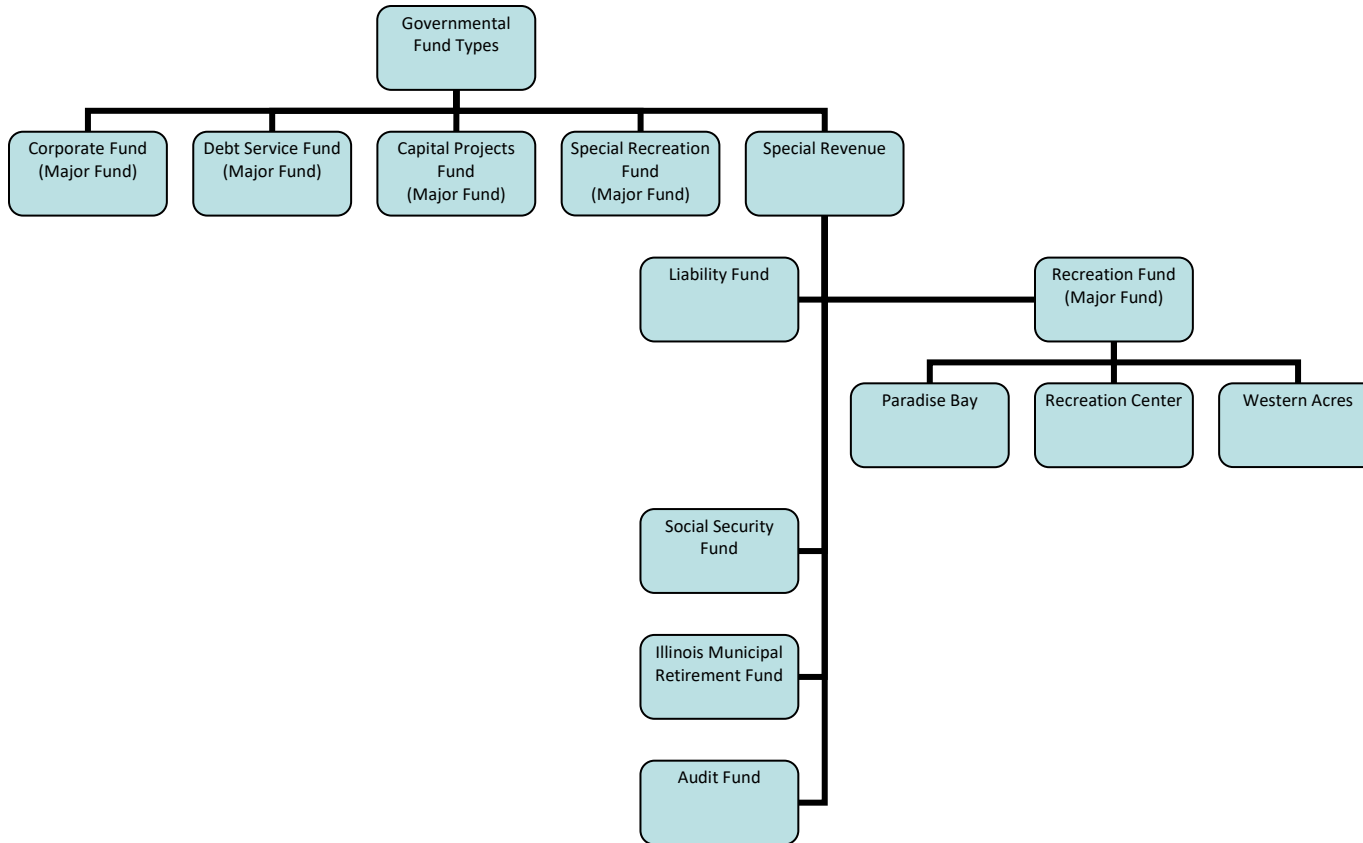 Governmental
Fund Types
Corporate Fund
(Major Fund)
Debt Service Fund
(Major Fund)
Capital Projects
Fund
(Major Fund)
Special Recreation
Fund
(Major Fund)
Special Revenue
Liability Fund
Recreation Fund
(Major Fund)
Paradise Bay
Recreation Center
Western Acres
Social Security
Fund
Illinois Municipal
Retirement Fund
Audit Fund